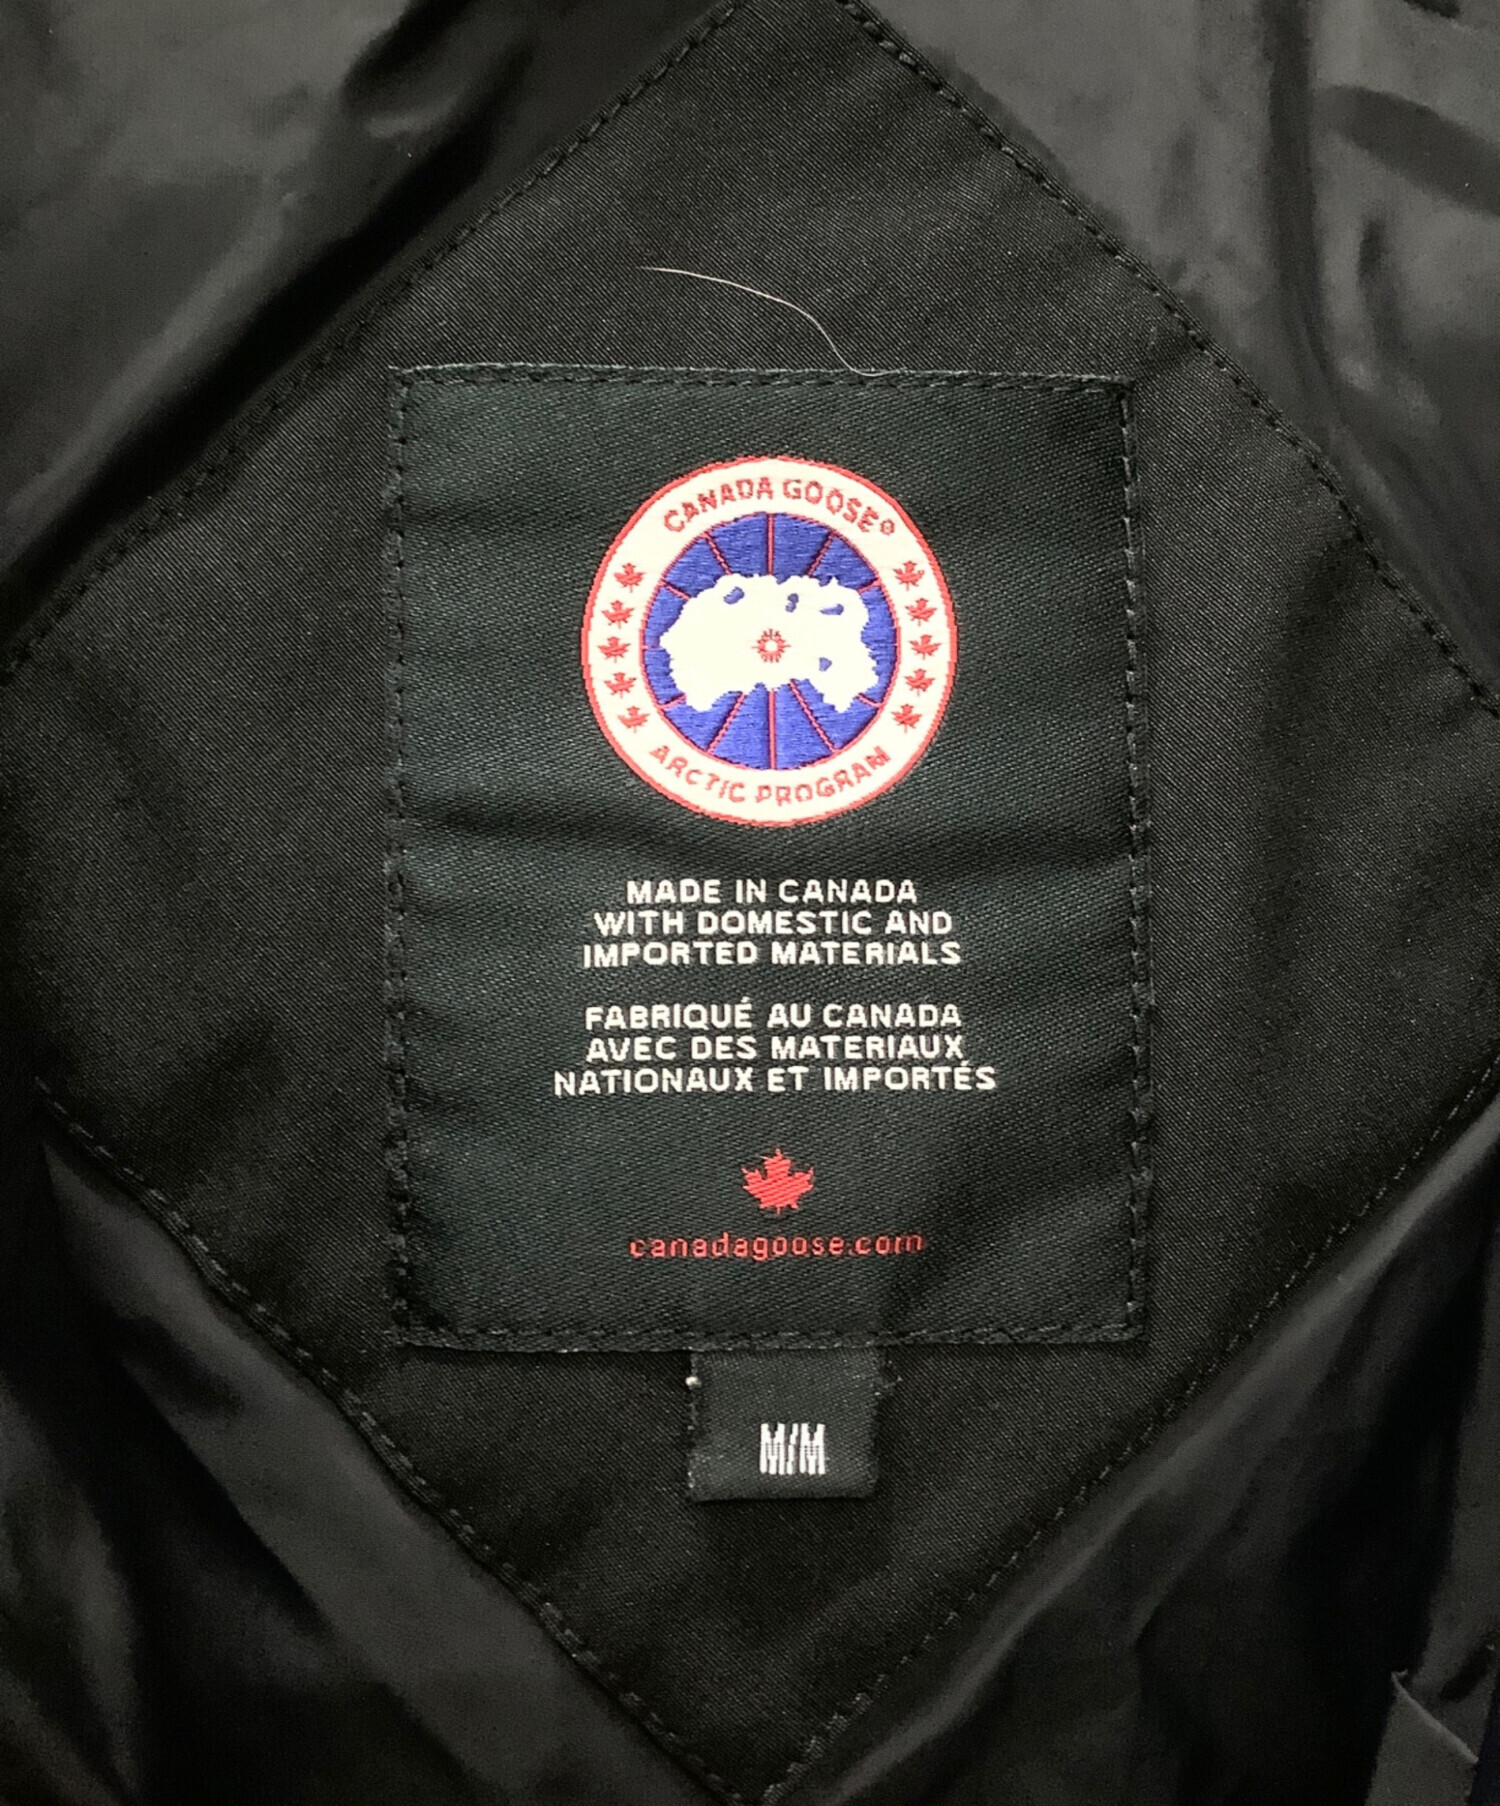 CANADA GOOSE®
ARCTIC PROGRAM
MADE IN CANADA
WITH DOMESTIC AND
IMPORTED MATERIALS
FABRIQUÉ AU CANADA
AVEC DES MATERIAUX
NATIONAUX ET IMPORTÉS
canadagoose.com
M/M